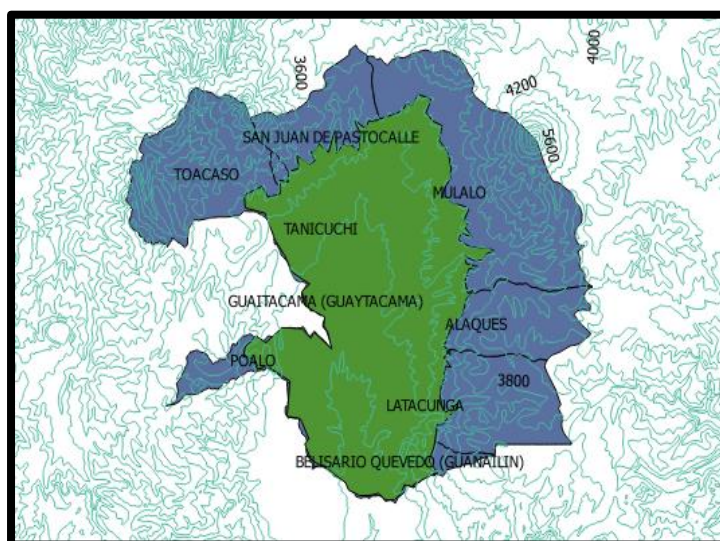 4000
3600
4200
5600
SAN JUAN DE PASTOCALLE
TOACASO
MULALO
TANICUCHI
GUAITACAMA (GUAYTACAMA)
ALAQUES
POALO
3800
LATACUNGA
BELISARIO QUEVEDO (GUANAILIN)